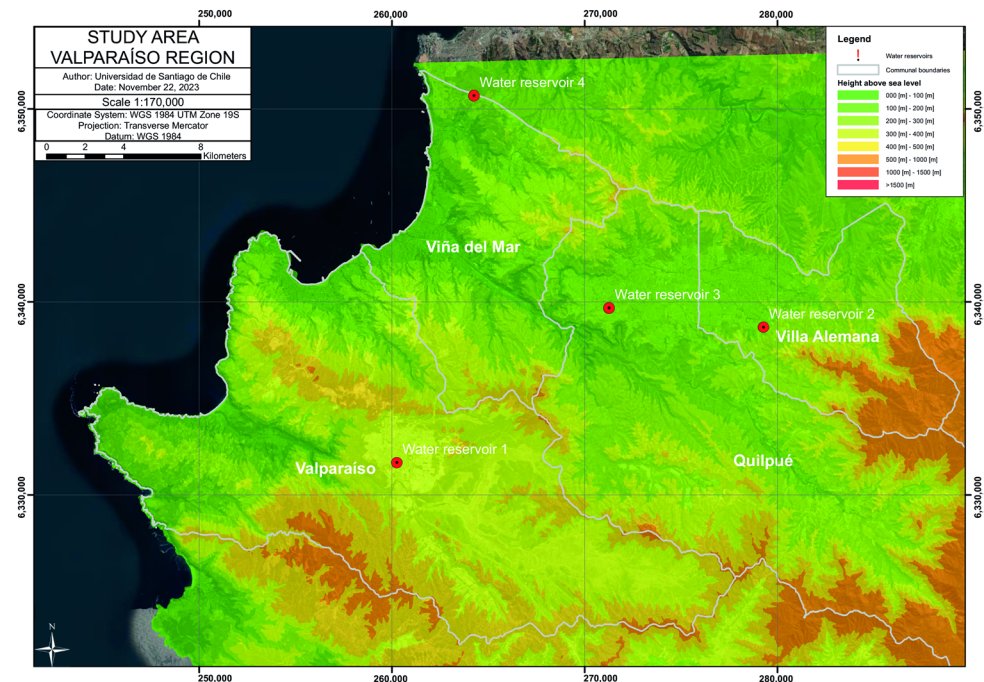 250,000
260,000
270,000
280,000
STUDY AREA
VALPARAÍSO REGION
Author: Universidad de Santiago de Chile
Date: November 22, 2023
Scale 1:170,000
Coordinate System: WGS 1984 UTM Zone 19S
Projection: Transverse Mercator
Datum: WGS 1984
0 2 4 8
Kilometers
Legend
Water reservoirs
Communal boundaries
Height above sea level
000 [m] - 100 [m]
100 [m] - 200 [m]
200 [m] - 300 [m]
300 [m] - 400 [m]
400 [m] - 500 [m]
500 [m] - 1000 [m]
1000 [m] - 1500 [m]
>1500 [m]
6,350,000
6,350,000
Water reservoir 4
Viña del Mar
Water reservoir 3
6,340,000
6,340,000
Water reservoir 2
Villa Alemana
Water reservoir 1
Valparaíso
Quilpué
6,330,000
6,330,000
N
250,000
260,000
270,000
280,000